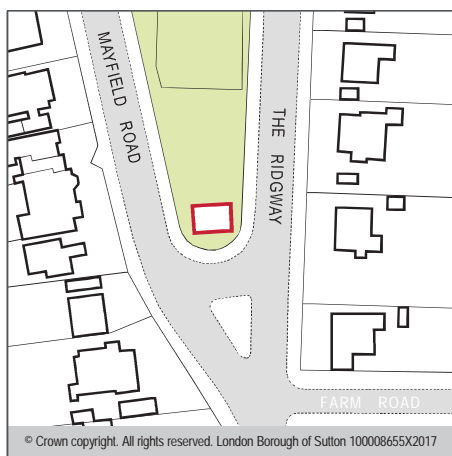 MAYFIELD ROAD
THE RIDGWAY
FARM ROAD
© Crown copyright. All rights reserved. London Borough of Sutton 100008655X2017